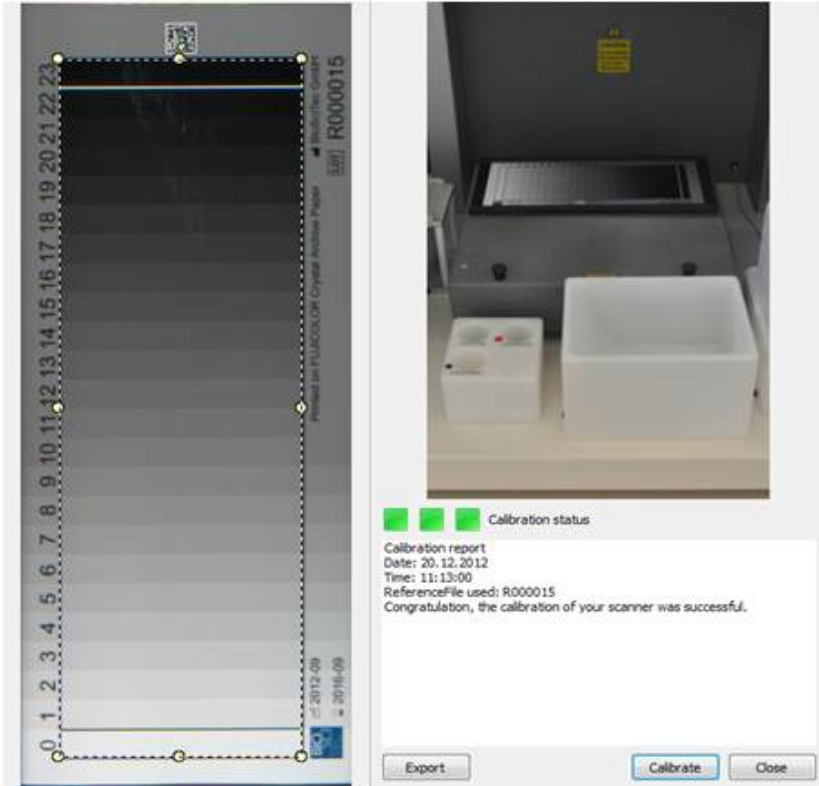 0 1 2 3 4 5 6 7 8 9 10 11 12 13 14 15 16 17 18 19 20 21 22 23
2012-09
2016-09
Printed on FUJICOLOR Crystal Archive Paper
LOT R000015
Calibration status
Calibration report
Date: 20.12.2012
Time: 11:13:00
ReferenceFile used: R000015
Congratulation, the calibration of your scanner was successful.
Export
Calibrate
Close